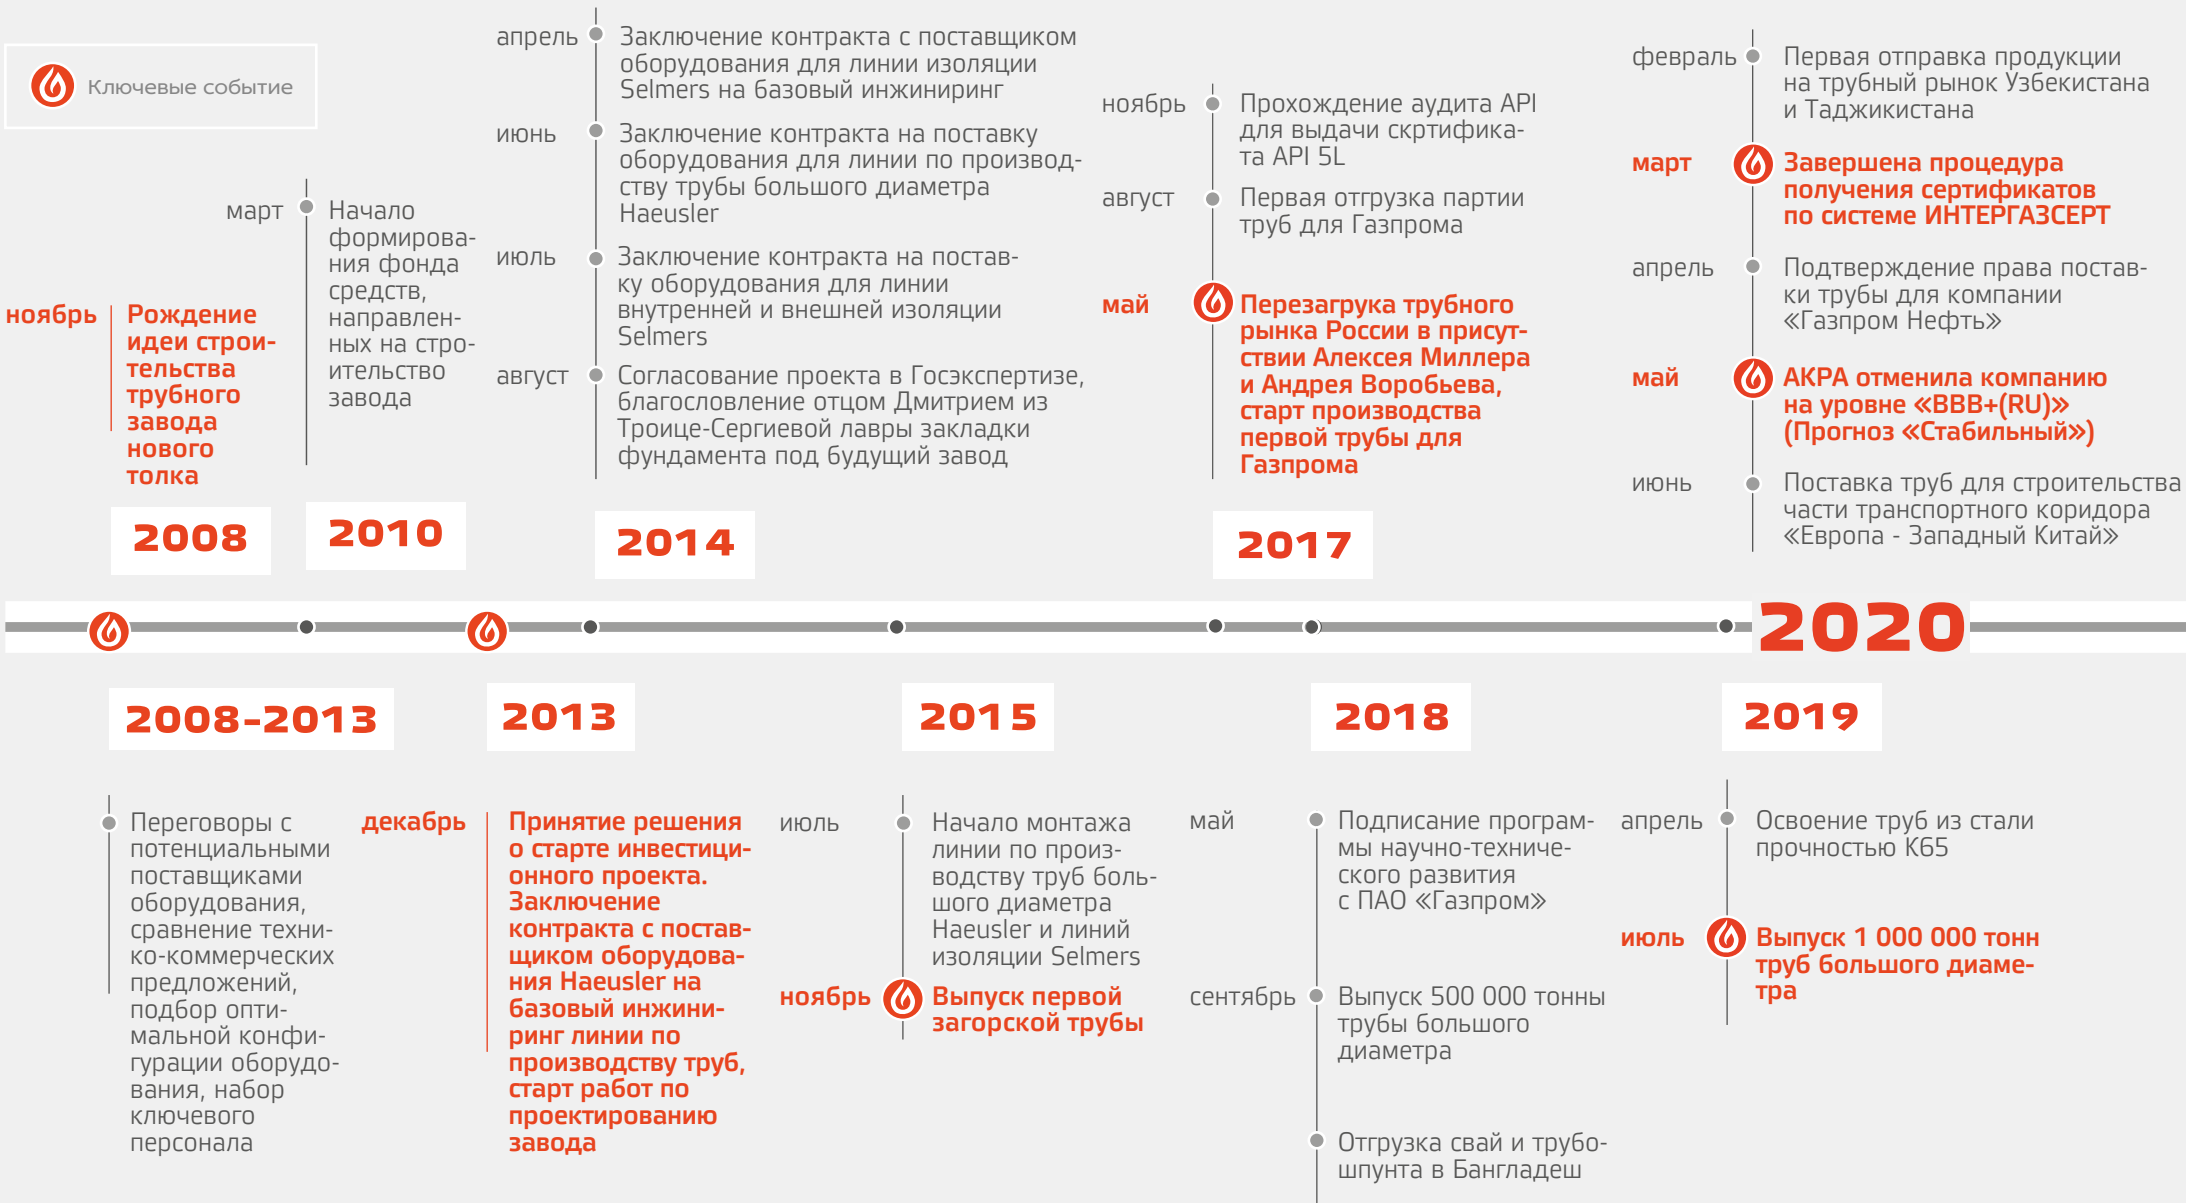 Ключевые событие
ноябрь
Рождение
идеи строи-
тельства
трубного
завода
нового
толка
2008
март
Начало
формирова-
ния фонда
средств,
направлен-
ных на стро-
ительство
завода
2010
апрель
Заключение контракта с поставщиком
оборудования для линии изоляции
Selmers на базовый инжиниринг
июнь
Заключение контракта на поставку
оборудования для линии по производ-
ству трубы большого диаметра
Haeusler
июль
Заключение контракта на постав-
ку оборудования для линии
внутренней и внешней изоляции
Selmers
август
Согласование проекта в Госэкспертизе,
благословление отцом Дмитрием из
Троице-Сергиевой лавры закладки
фундамента под будущий завод
2014
ноябрь
Прохождение аудита API
для выдачи скртифика-
та API 5L
август
Первая отгрузка партии
труб для Газпрома
май
Перезагрука трубного
рынка России в присут-
ствии Алексея Миллера
и Андрея Воробьева,
старт производства
первой трубы для
Газпрома
2017
февраль
Первая отправка продукции
на трубный рынок Узбекистана
и Таджикистана
март
Завершена процедура
получения сертификатов
по системе ИНТЕРГАЗСЕРТ
апрель
Подтверждение права постав-
ки трубы для компании
«Газпром Нефть»
май
АКРА отменила компанию
на уровне «BBB+(RU)»
(Прогноз «Стабильный»)
июнь
Поставка труб для строительства
части транспортного коридора
«Европа - Западный Китай»
2020
2008-2013
Переговоры с
потенциальными
поставщиками
оборудования,
сравнение техни-
ко-коммерческих
предложений,
подбор опти-
мальной конфи-
гурации оборудо-
вания, набор
ключевого
персонала
2013
декабрь
Принятие решения
о старте инвестици-
онного проекта.
Заключение
контракта с постав-
щиком оборудова-
ния Haeusler на
базовый инжини-
ринг линии по
производству труб,
старт работ по
проектированию
завода
2015
июль
Начало монтажа
линии по произ-
водству труб боль-
шого диаметра
Haeusler и линий
изоляции Selmers
ноябрь
Выпуск первой
загорской трубы
2018
май
Подписание програм-
мы научно-техниче-
ского развития
с ПАО «Газпром»
сентябрь
Выпуск 500 000 тонны
трубы большого
диаметра
Отгрузка свай и трубо-
шпунта в Бангладеш
2019
апрель
Освоение труб из стали
прочностью К65
июль
Выпуск 1 000 000 тонн
труб большого диаме-
тра